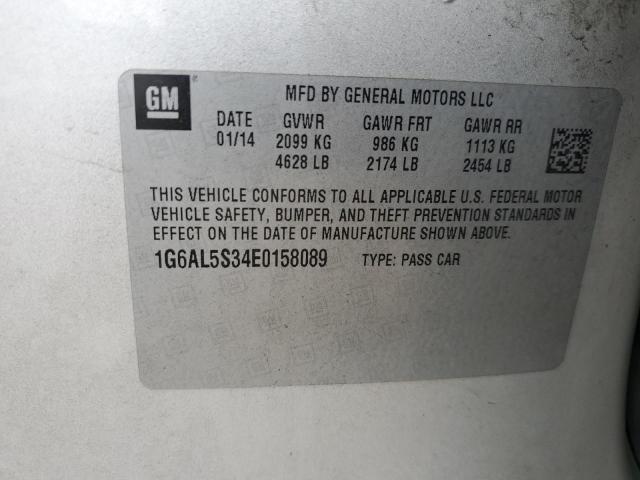 GM
MFD BY GENERAL MOTORS LLC
DATE GVWR GAWR FRT GAWR RR
01/14 2099 KG 986 KG 1113 KG
4628 LB 2174 LB 2454 LB
THIS VEHICLE CONFORMS TO ALL APPLICABLE U.S. FEDERAL MOTOR
VEHICLE SAFETY, BUMPER, AND THEFT PREVENTION STANDARDS IN
EFFECT ON THE DATE OF MANUFACTURE SHOWN ABOVE.
1G6AL5S34E0158089 TYPE: PASS CAR